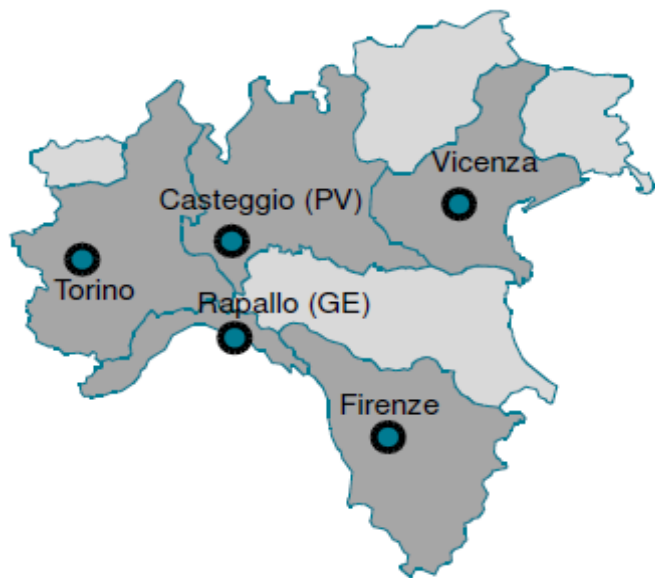 Vicenza
Casteggio (PV)
Torino
Rapallo (GE)
Firenze